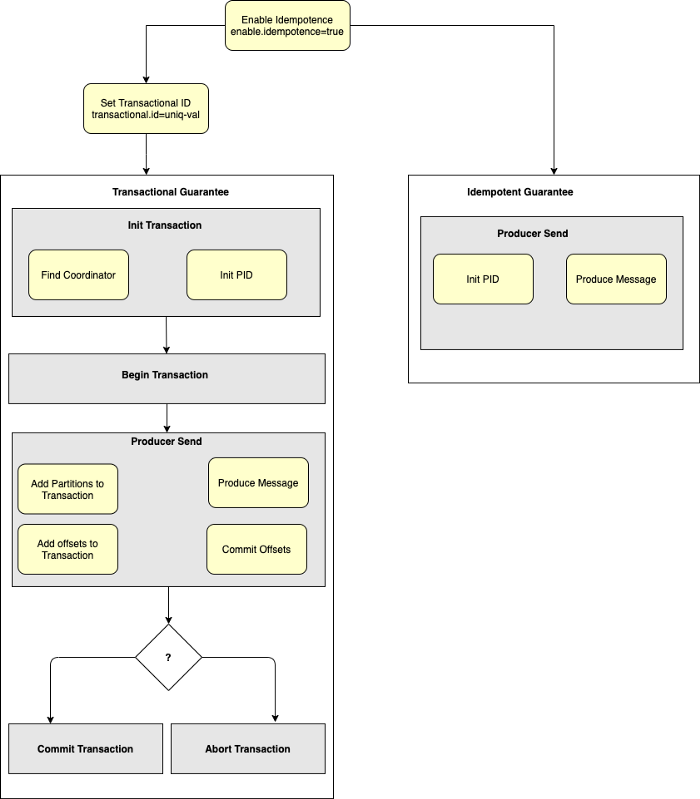 Enable Idempotence
enable.idempotence=true
Set Transactional ID
transactional.id=uniq-val
Transactional Guarantee
Init Transaction
Find Coordinator
Init PID
Begin Transaction
Producer Send
Add Partitions to
Transaction
Produce Message
Add offsets to
Transaction
Commit Offsets
?
Commit Transaction
Abort Transaction
Idempotent Guarantee
Producer Send
Init PID
Produce Message